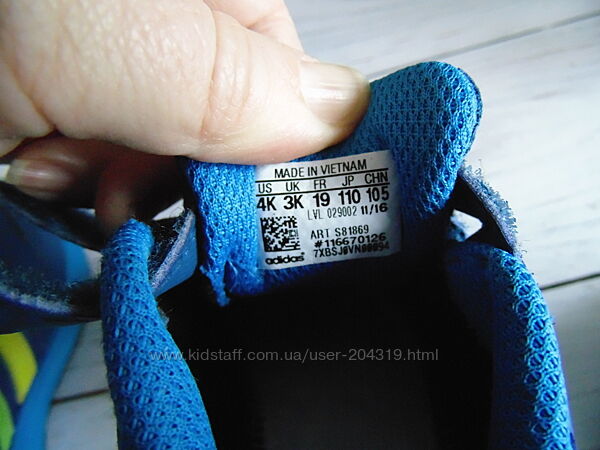 MADE IN VIETNAM
US UK FR JP CHN
4K 3K 19 110 105
LVL 029002 11/16
ART S81869
#116670126
adidas 7XBSJ0VN00094
www.kidstaff.com.ua/user-204319.html